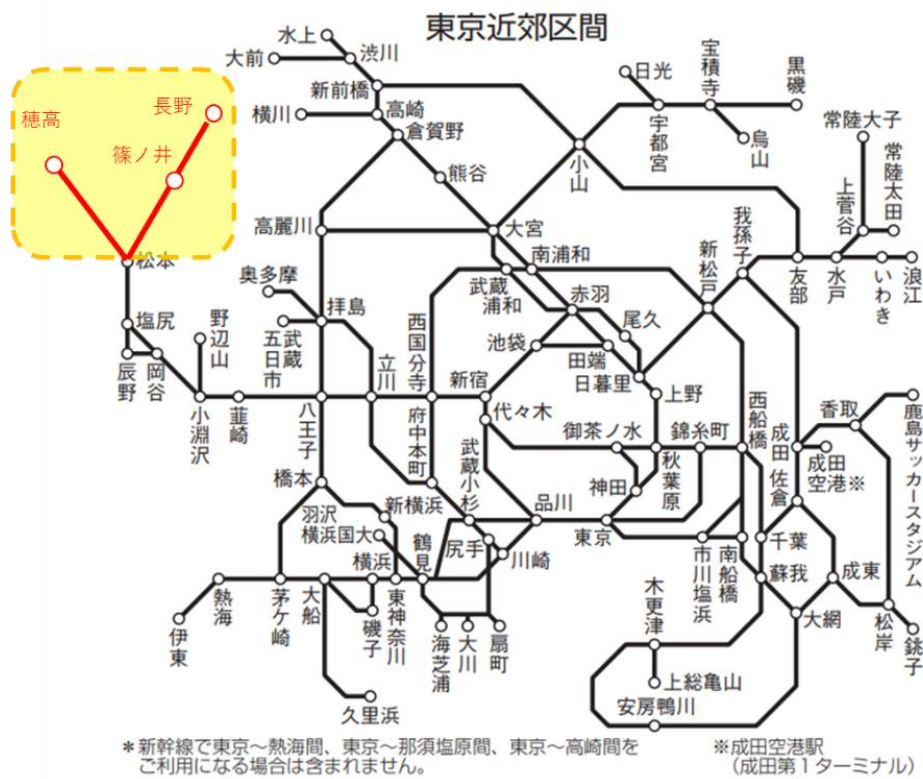 東京近郊区間
水上
大前
渋川
新前橋
横川
高崎
倉賀野
熊谷
日光
宝積寺
黒磯
宇都宮
烏山
小山
長野
穂高
篠ノ井
松本
常陸大子
常陸太田
上菅谷
高麗川
大宮
南浦和
武蔵浦和
新松戸
我孫子
友部
水戸
いわき
浪江
奥多摩
拝島
武蔵五日市
立川
西国分寺
赤羽
尾久
池袋
田端
日暮里
塩尻
野辺山
辰野
岡谷
小淵沢
韮崎
八王子
府中本町
新宿
代々木
上野
西船橋
御茶ノ水
錦糸町
秋葉原
神田
成田
成田空港※
香取
鹿島サッカースタジアム
佐倉
橋本
武蔵小杉
新横浜
羽沢横浜国大
品川
東京
尻手
川崎
鶴見
横浜
市川塩浜
南船橋
千葉
蘇我
成東
大網
松岸
銚子
熱海
伊東
茅ケ崎
大船
磯子
東神奈川
海芝浦
大川
扇町
久里浜
木更津
上総亀山
安房鴨川
*新幹線で東京〜熱海間、東京〜那須塩原間、東京〜高崎間を
ご利用になる場合は含まれません。
※成田空港駅
（成田第1ターミナル）